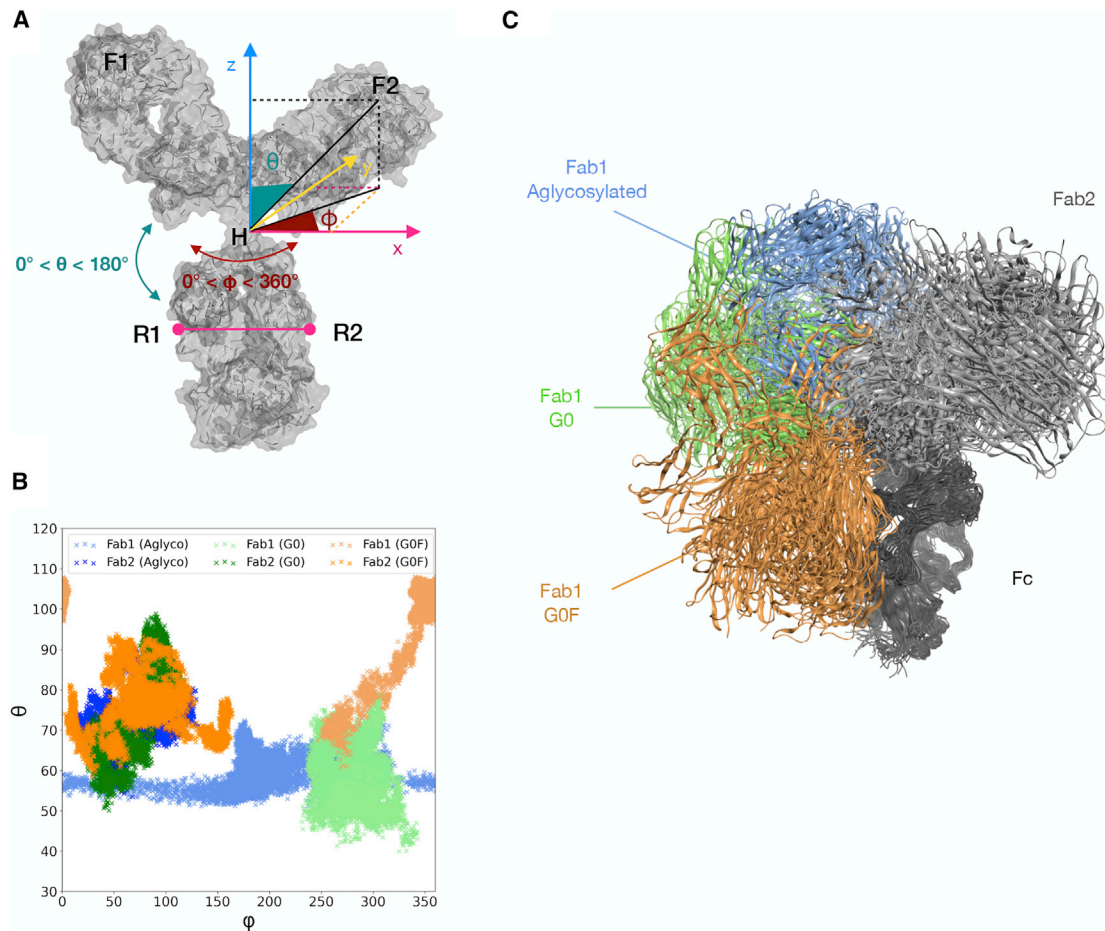 A
F1
z
F2
θ
y
H
ϕ
x
0° < θ < 180°
0° < ϕ < 360°
R1
R2
B
120
110
100
90
80
70
60
50
40
30
θ
Fab1 (Aglyco)
Fab2 (Aglyco)
Fab1 (G0)
Fab2 (G0)
Fab1 (G0F)
Fab2 (G0F)
0 50 100 150 200 250 300 350
φ
C
Fab1
Aglycosylated
Fab2
Fab1
G0
Fab1
G0F
Fc